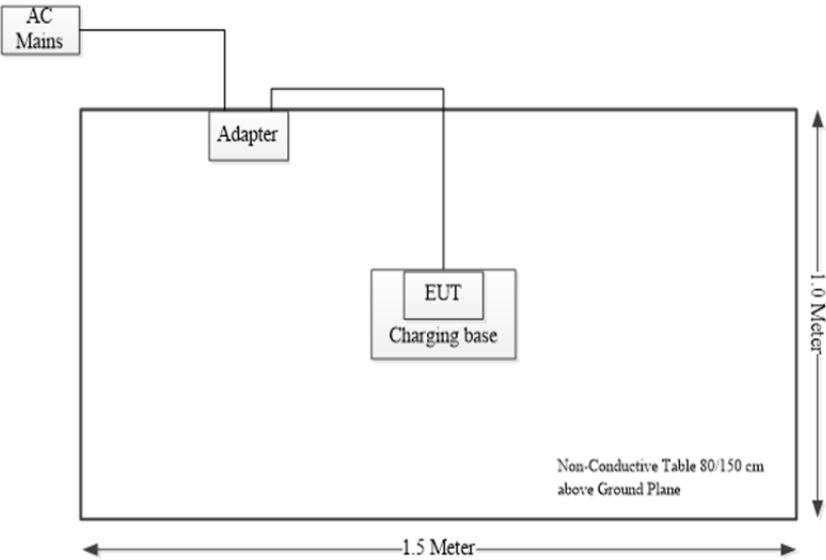 AC
Mains
Adapter
EUT
Charging base
1.0 Meter
Non-Conductive Table 80/150 cm
above Ground Plane
1.5 Meter